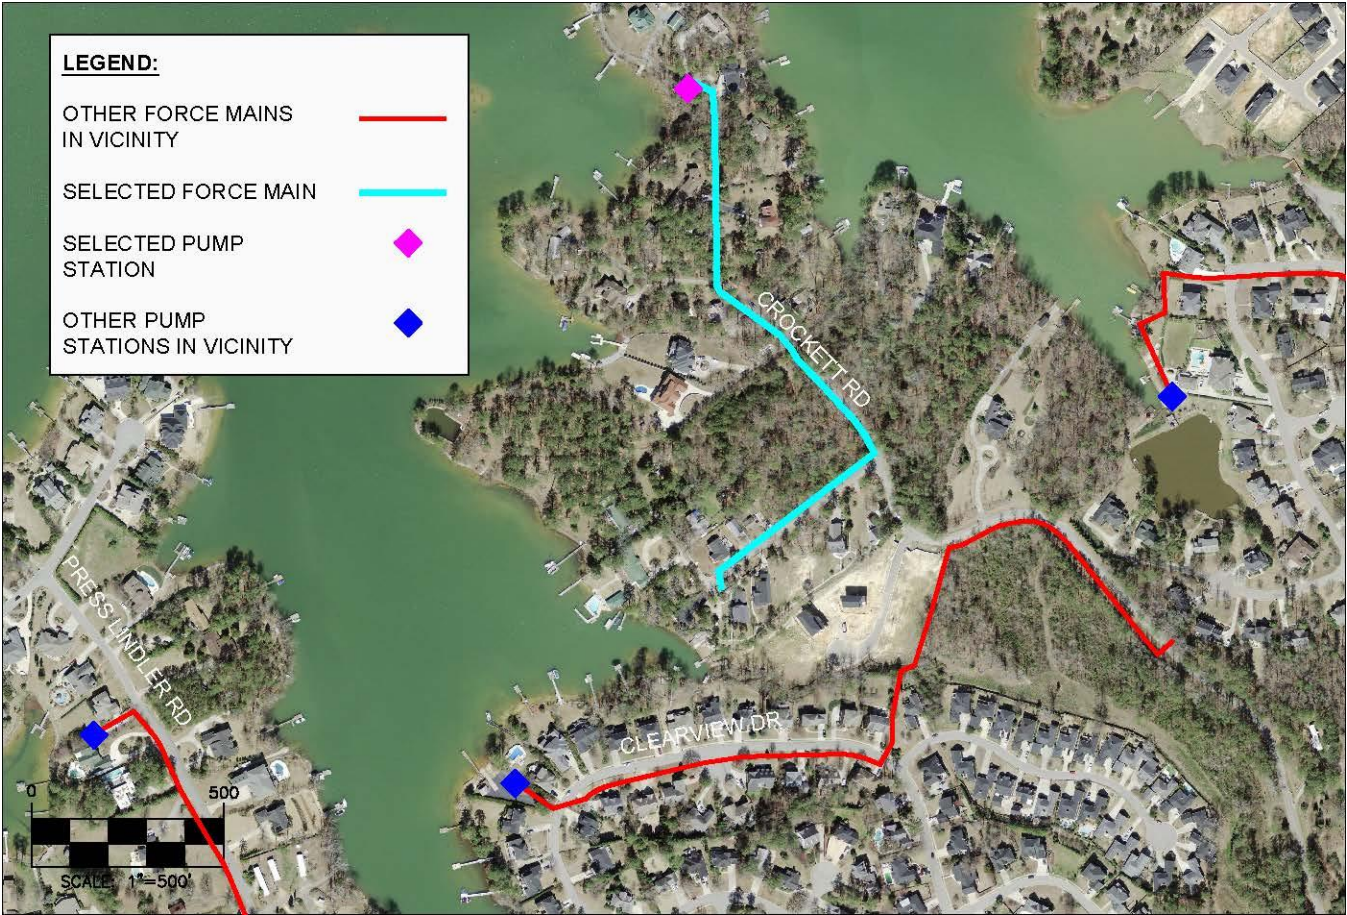 LEGEND:
OTHER FORCE MAINS
IN VICINITY
SELECTED FORCE MAIN
SELECTED PUMP
STATION
OTHER PUMP
STATIONS IN VICINITY
CROCKETT RD
PRESS LINDLER RD
CLEARVIEW DR
0 500
SCALE: 1"=500'